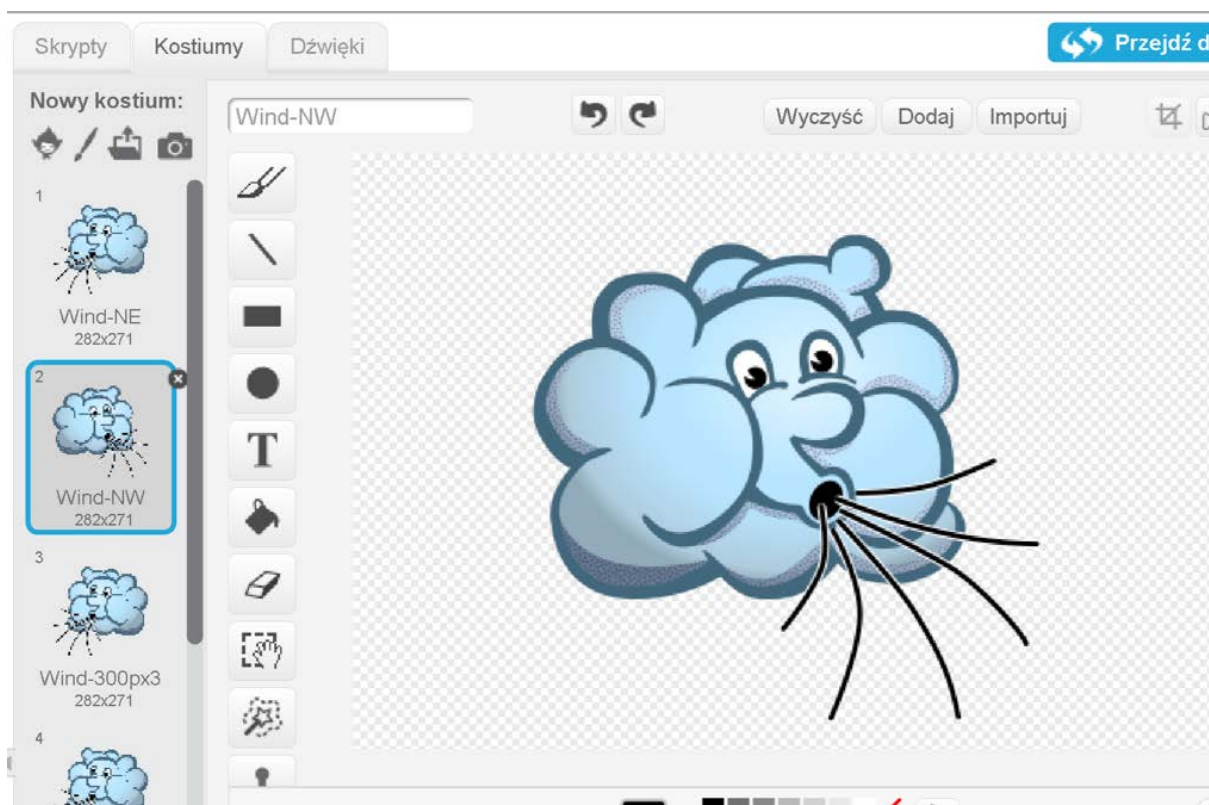 Skrypty Kostiumy Dźwięki
Przejdź d
Nowy kostium:
Wind-NW
Wyczyść Dodaj Importuj
1
Wind-NE
282x271
2
Wind-NW
282x271
3
Wind-300px3
282x271
4
T